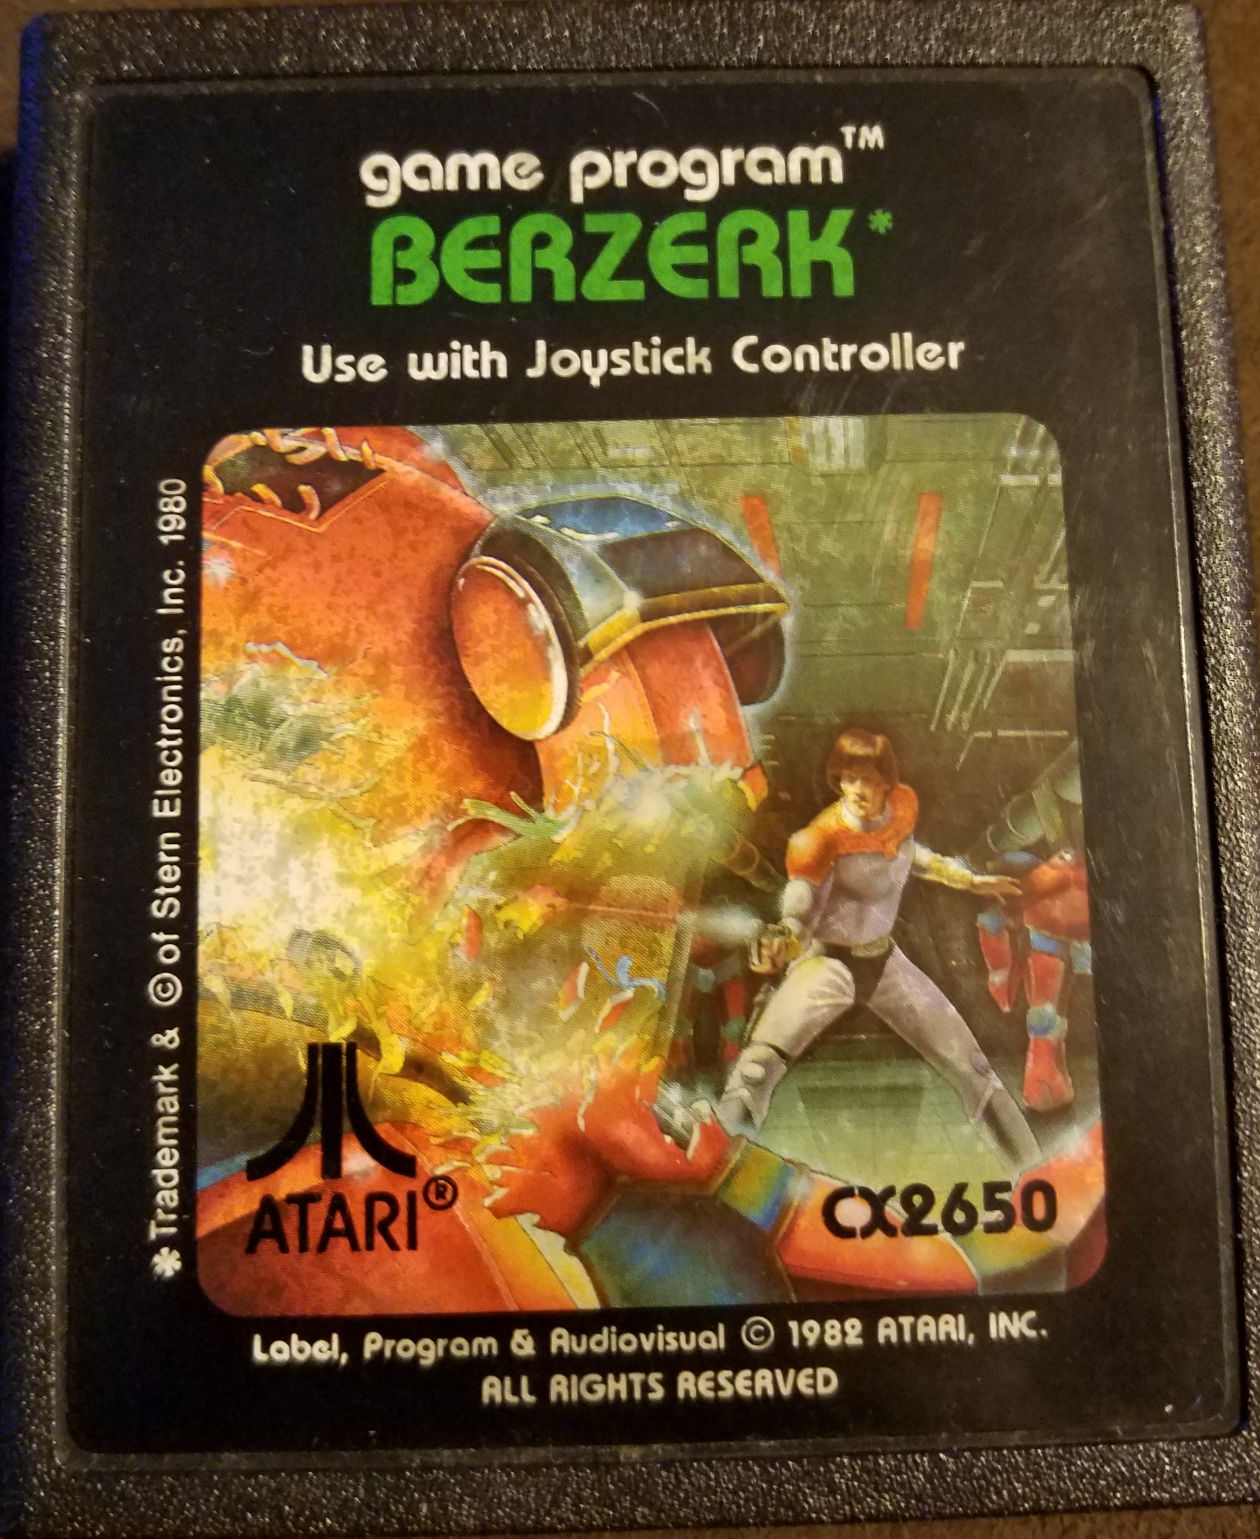 game program™
BERZERK*
Use with Joystick Controller
* Trademark & © of Stern Electronics, Inc. 1980
ATARI®
CX2650
Label, Program & Audiovisual © 1982 ATARI, INC.
ALL RIGHTS RESERVED